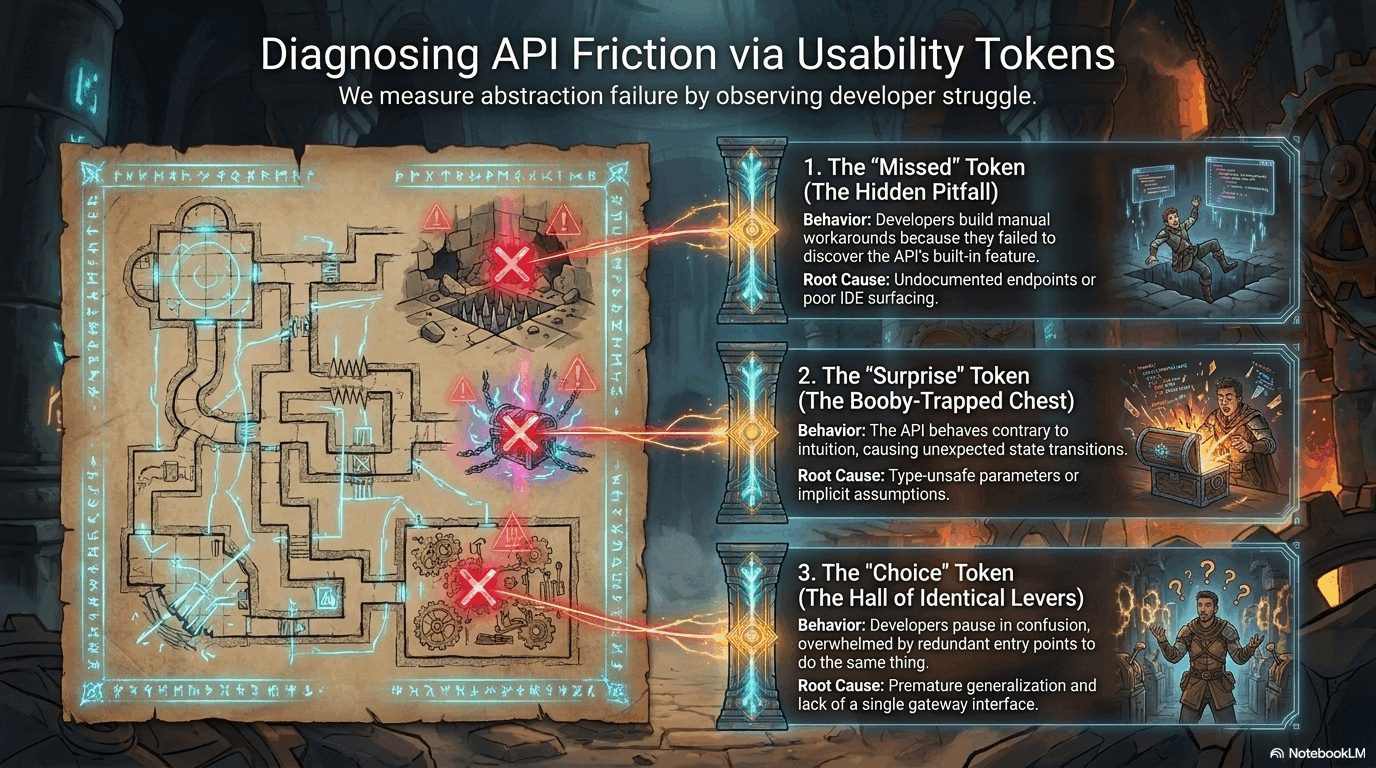 Diagnosing API Friction via Usability Tokens
We measure abstraction failure by observing developer struggle.
1. The “Missed” Token
(The Hidden Pitfall)
Behavior: Developers build manual
workarounds because they failed to
discover the API's built-in feature.
Root Cause: Undocumented endpoints or
poor IDE surfacing.
2. The “Surprise” Token
(The Booby-Trapped Chest)
Behavior: The API behaves contrary to
intuition, causing unexpected state transitions.
Root Cause: Type-unsafe parameters or
implicit assumptions.
3. The "Choice" Token
(The Hall of Identical Levers)
Behavior: Developers pause in confusion,
overwhelmed by redundant entry points to
do the same thing.
Root Cause: Premature generalization and
lack of a single gateway interface.
NotebookLM